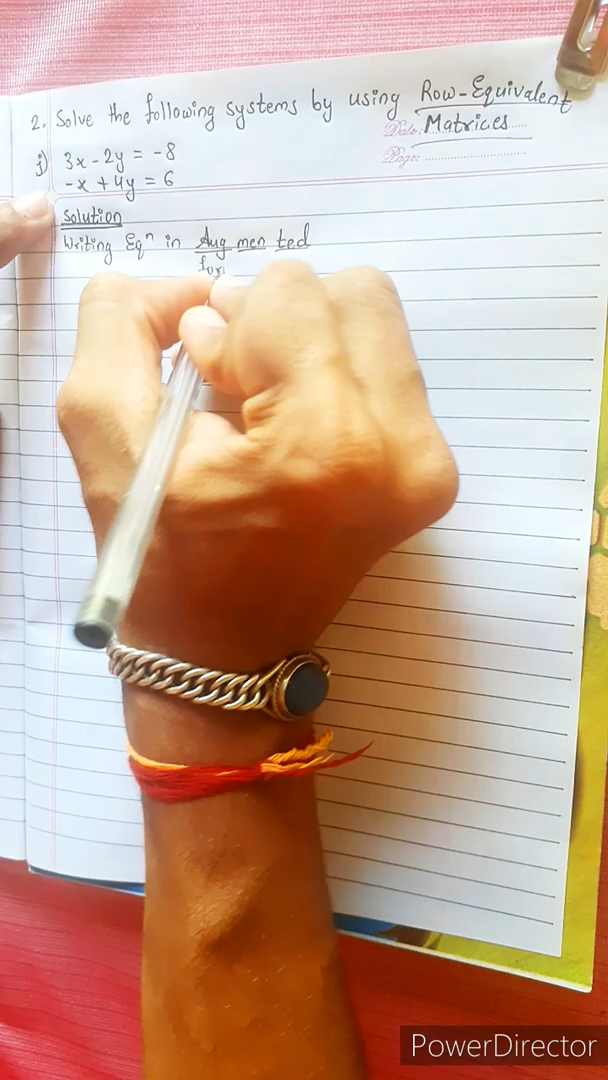 2. Solve the following systems by using Row-Equivalent
Date: Matrices
Page:
i) 3x - 2y = -8
-x + 4y = 6
Solution
Writing Eqⁿ in Augmented
for
PowerDirector